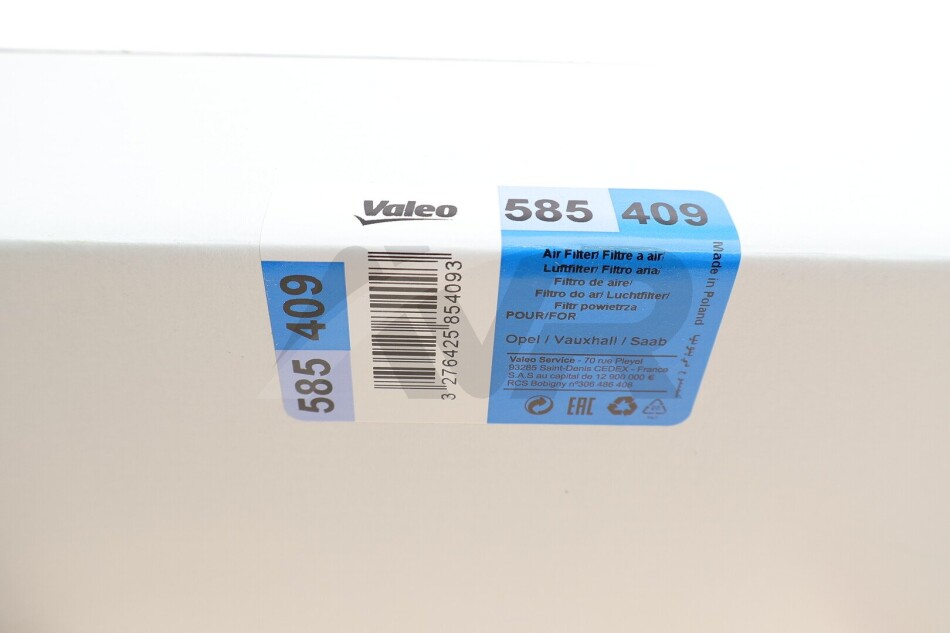 Valeo
585 409
585 409
3 276425 854093
Air Filter/ Filtre à air/
Luftfilter/ Filtro aria/
Filtro de aire/
Filtro do ar/ Luchtfilter/
Filtr powietrza
POUR/FOR
Opel / Vauxhall / Saab
Valeo Service - 70 rue Pleyel
93285 Saint-Denis CEDEX - France
S.A.S au capital de 12 900 000 €
RCS Bobigny n°306 486 408
Made in Poland
EAC
AVR